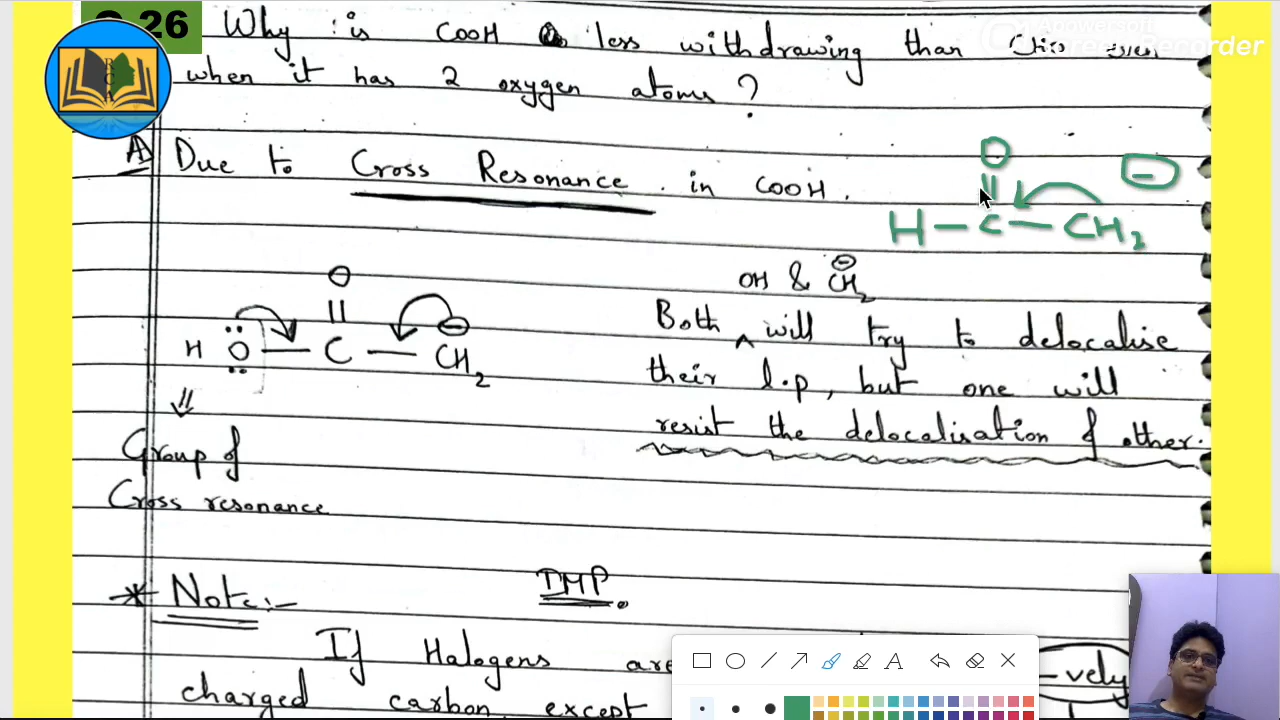 Q.26 Why is COOH less withdrawing than CHO even
when it has 2 oxygen atoms ?
A) Due to Cross Resonance in COOH.
O
H - C - CH2
-
OH & CH2
O
H O - C - CH2
Both will try to delocalise
their l.p, but one will
resist the delocalisation of other.
Group of
Cross resonance
* Note:- IMP.
If Halogens are - vely
charged carbon except